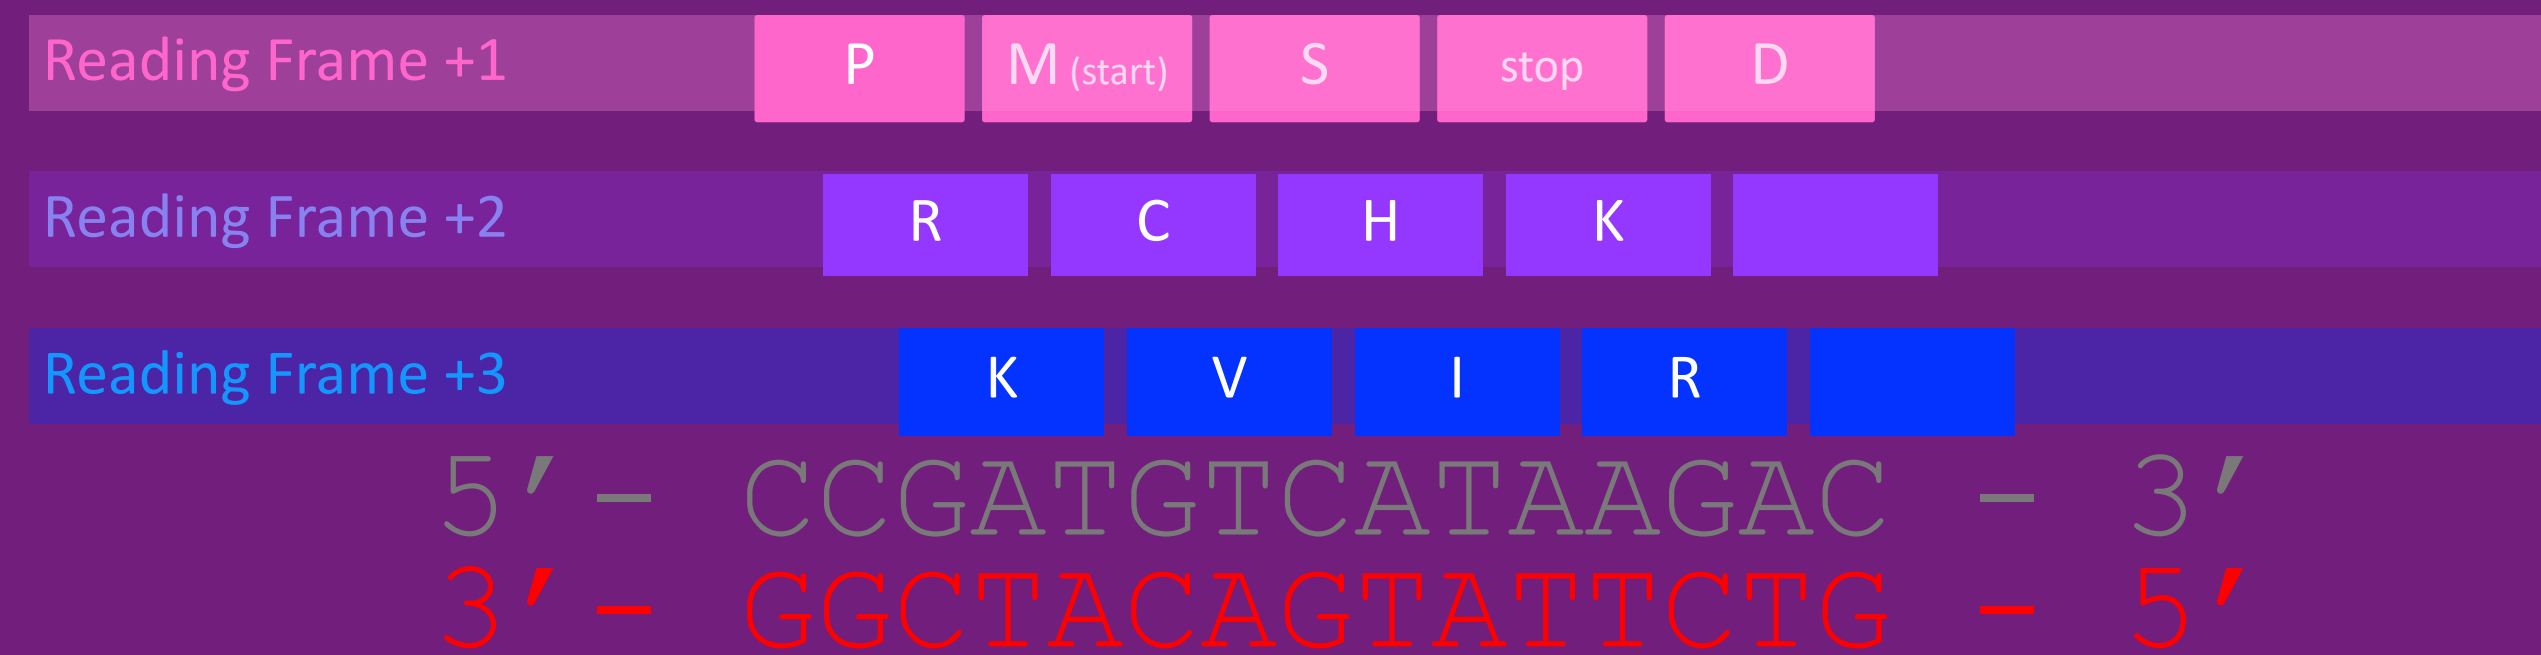 Reading Frame +1 P M (start) S stop D
Reading Frame +2 R C H K
Reading Frame +3 K V I R
5’- CCGATGTCATAAGAC - 3’
3’- GGCTACAGTATTCTG - 5’